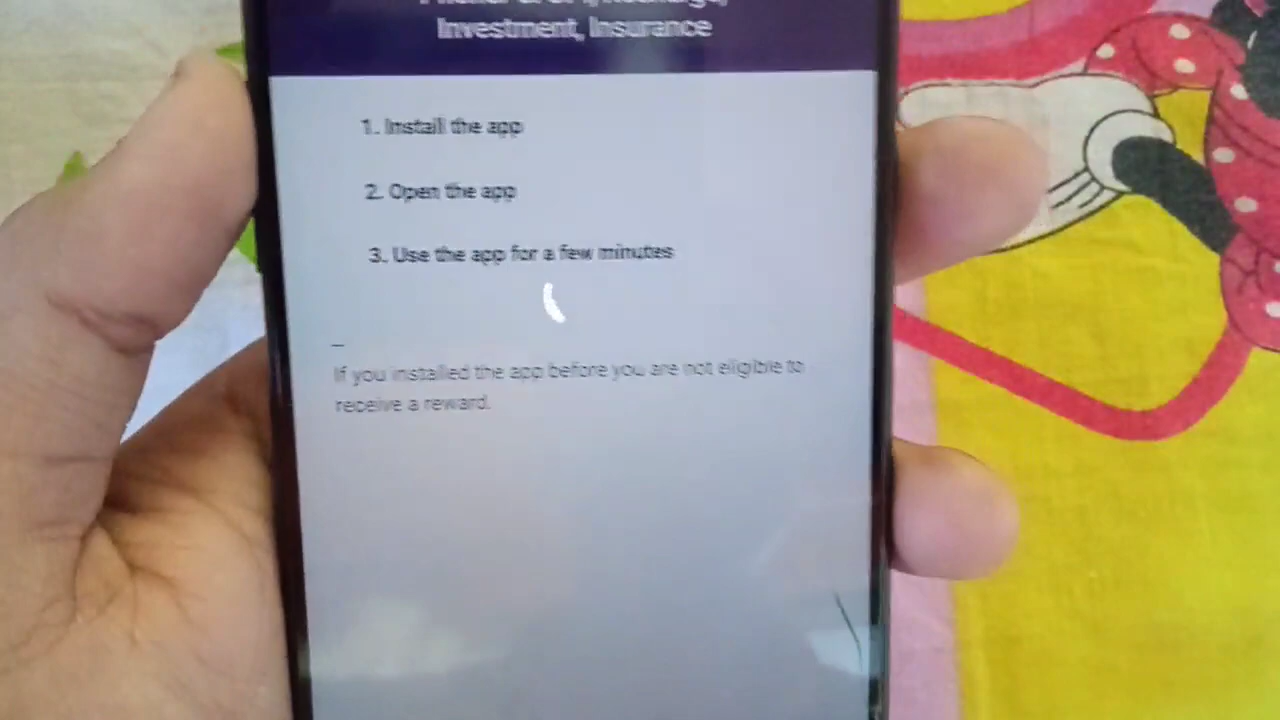 Investment, Insurance
1. Install the app
2. Open the app
3. Use the app for a few minutes
If you installed the app before you are not eligible to
receive a reward.